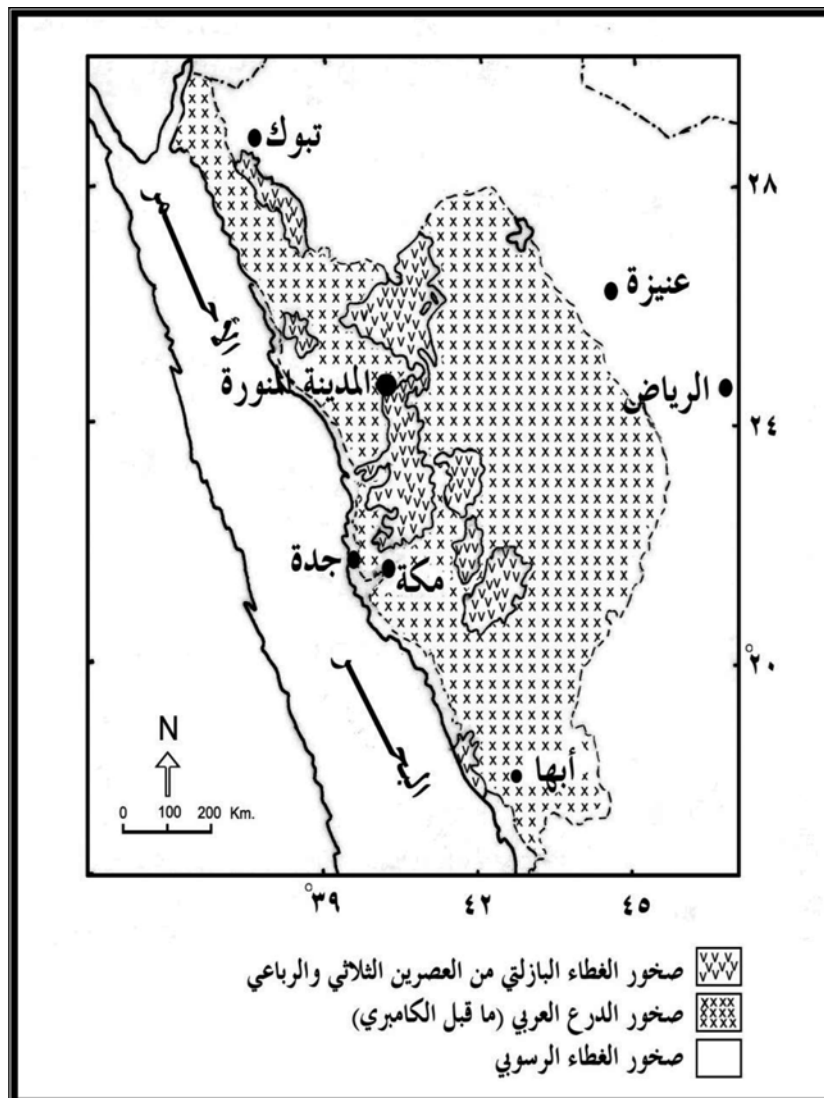 تبوك
٢٨
عنيزة
المدينة المنورة
الرياض
٢٤
جدة
مكة
°٢٠
البحر
N
أبها
0 100 200 Km.
°٣٩ ٤٢ ٤٥
صخور الغطاء البازلتي من العصرين الثلاثي والرباعي
صخور الدرع العربي (ما قبل الكامبري)
صخور الغطاء الرسوبي